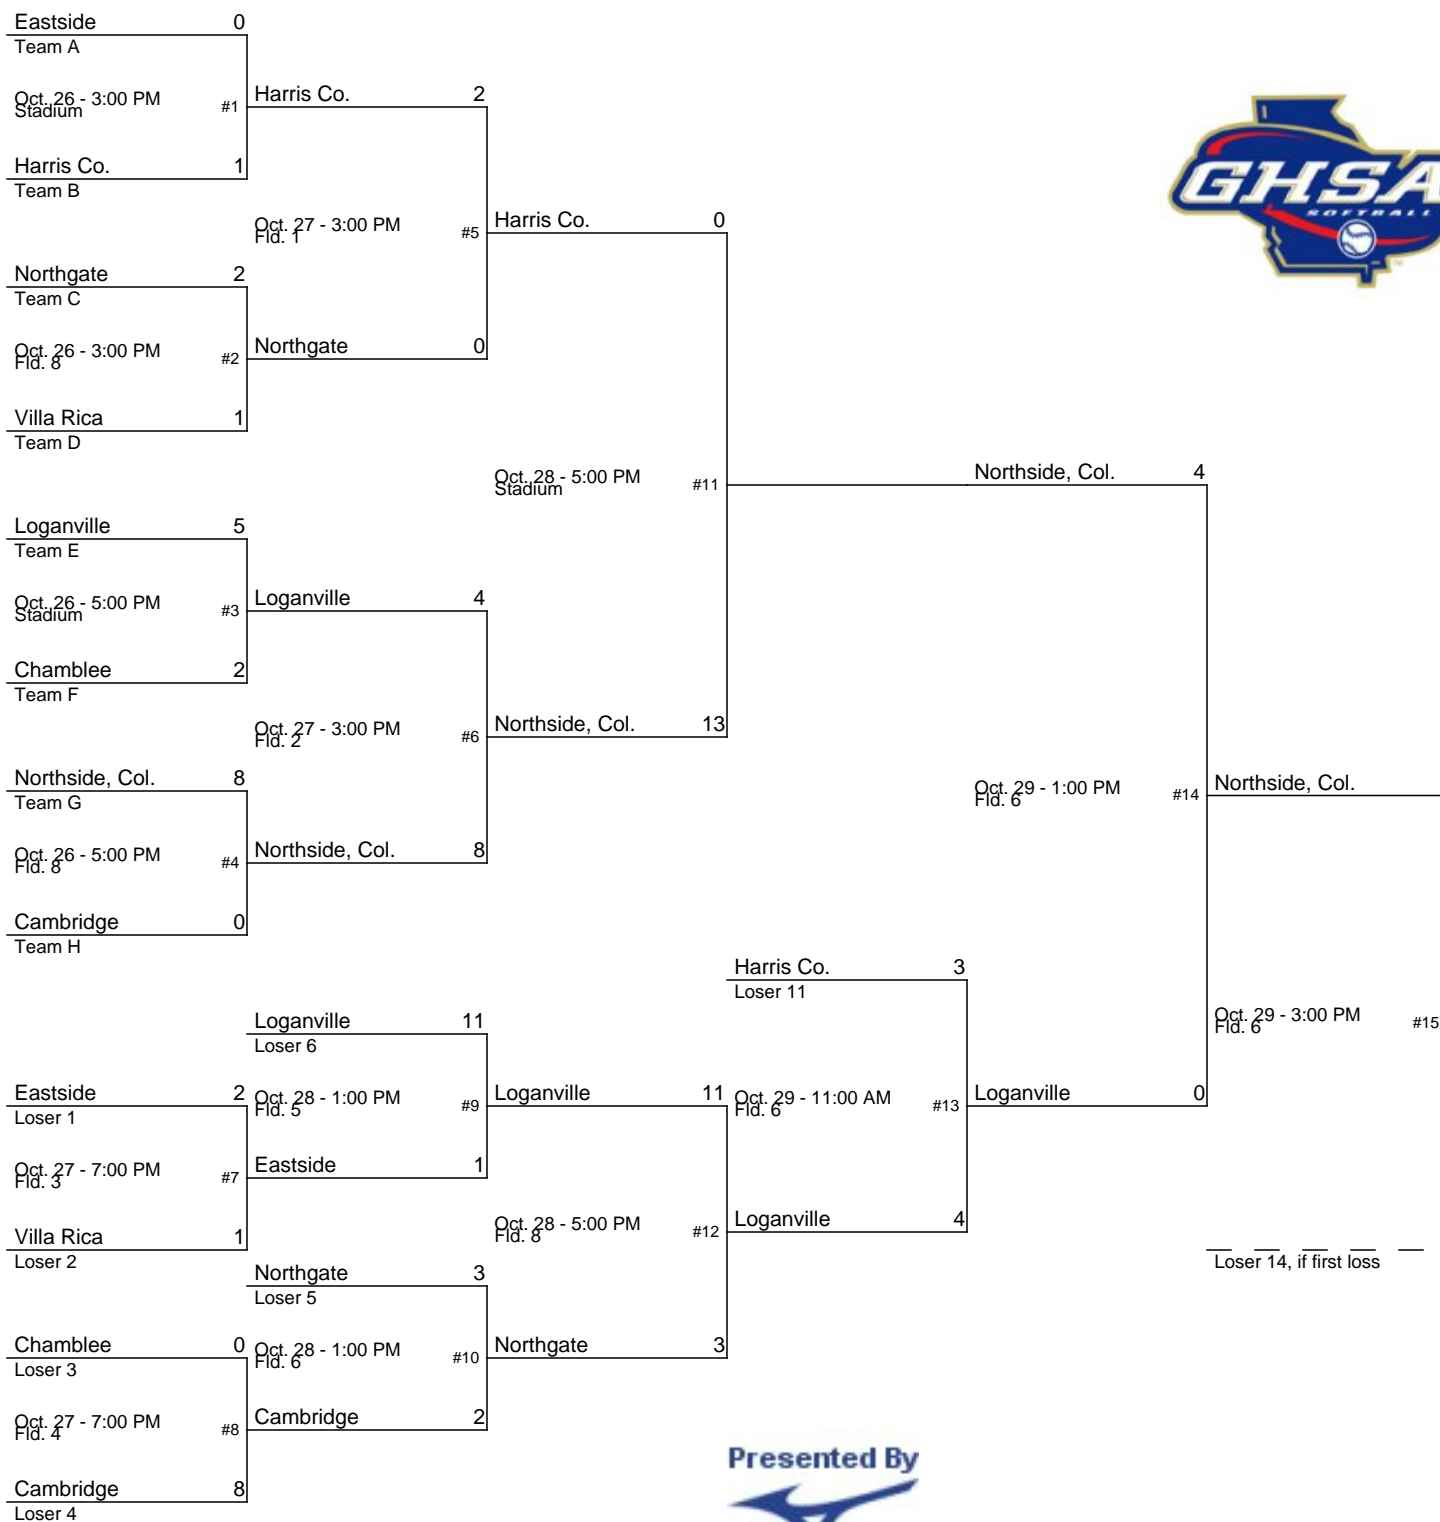 Eastside 0
Team A
Oct. 26 - 3:00 PM
Stadium
#1
Harris Co. 1
Team B
Northgate 2
Team C
Oct. 26 - 3:00 PM
Fld. 8
#2
Villa Rica 1
Team D
Loganville 5
Team E
Oct. 26 - 5:00 PM
Stadium
#3
Chamblee 2
Team F
Northside, Col. 8
Team G
Oct. 26 - 5:00 PM
Fld. 8
#4
Cambridge 0
Team H
Harris Co. 2
Oct. 27 - 3:00 PM
Fld. 1
#5
Northgate 0
Loganville 4
Oct. 27 - 3:00 PM
Fld. 2
#6
Northside, Col. 8
Harris Co. 0
Oct. 28 - 5:00 PM
Stadium
#11
Northside, Col. 13
Northside, Col. 4
Oct. 29 - 1:00 PM
Fld. 6
#14
Northside, Col.
Oct. 29 - 3:00 PM
Fld. 6
#15
Loser 14, if first loss
Eastside 2
Loser 1
Oct. 27 - 7:00 PM
Fld. 3
#7
Villa Rica 1
Loser 2
Chamblee 0
Loser 3
Oct. 27 - 7:00 PM
Fld. 4
#8
Cambridge 8
Loser 4
Loganville 11
Loser 6
Oct. 28 - 1:00 PM
Fld. 5
#9
Eastside 1
Northgate 3
Loser 5
Oct. 28 - 1:00 PM
Fld. 6
#10
Cambridge 2
Loganville 11
Oct. 28 - 5:00 PM
Fld. 8
#12
Northgate 3
Harris Co. 3
Loser 11
Oct. 29 - 11:00 AM
Fld. 6
#13
Loganville 4
Loganville 0
GHSA
SOFTBALL
TM
Presented By